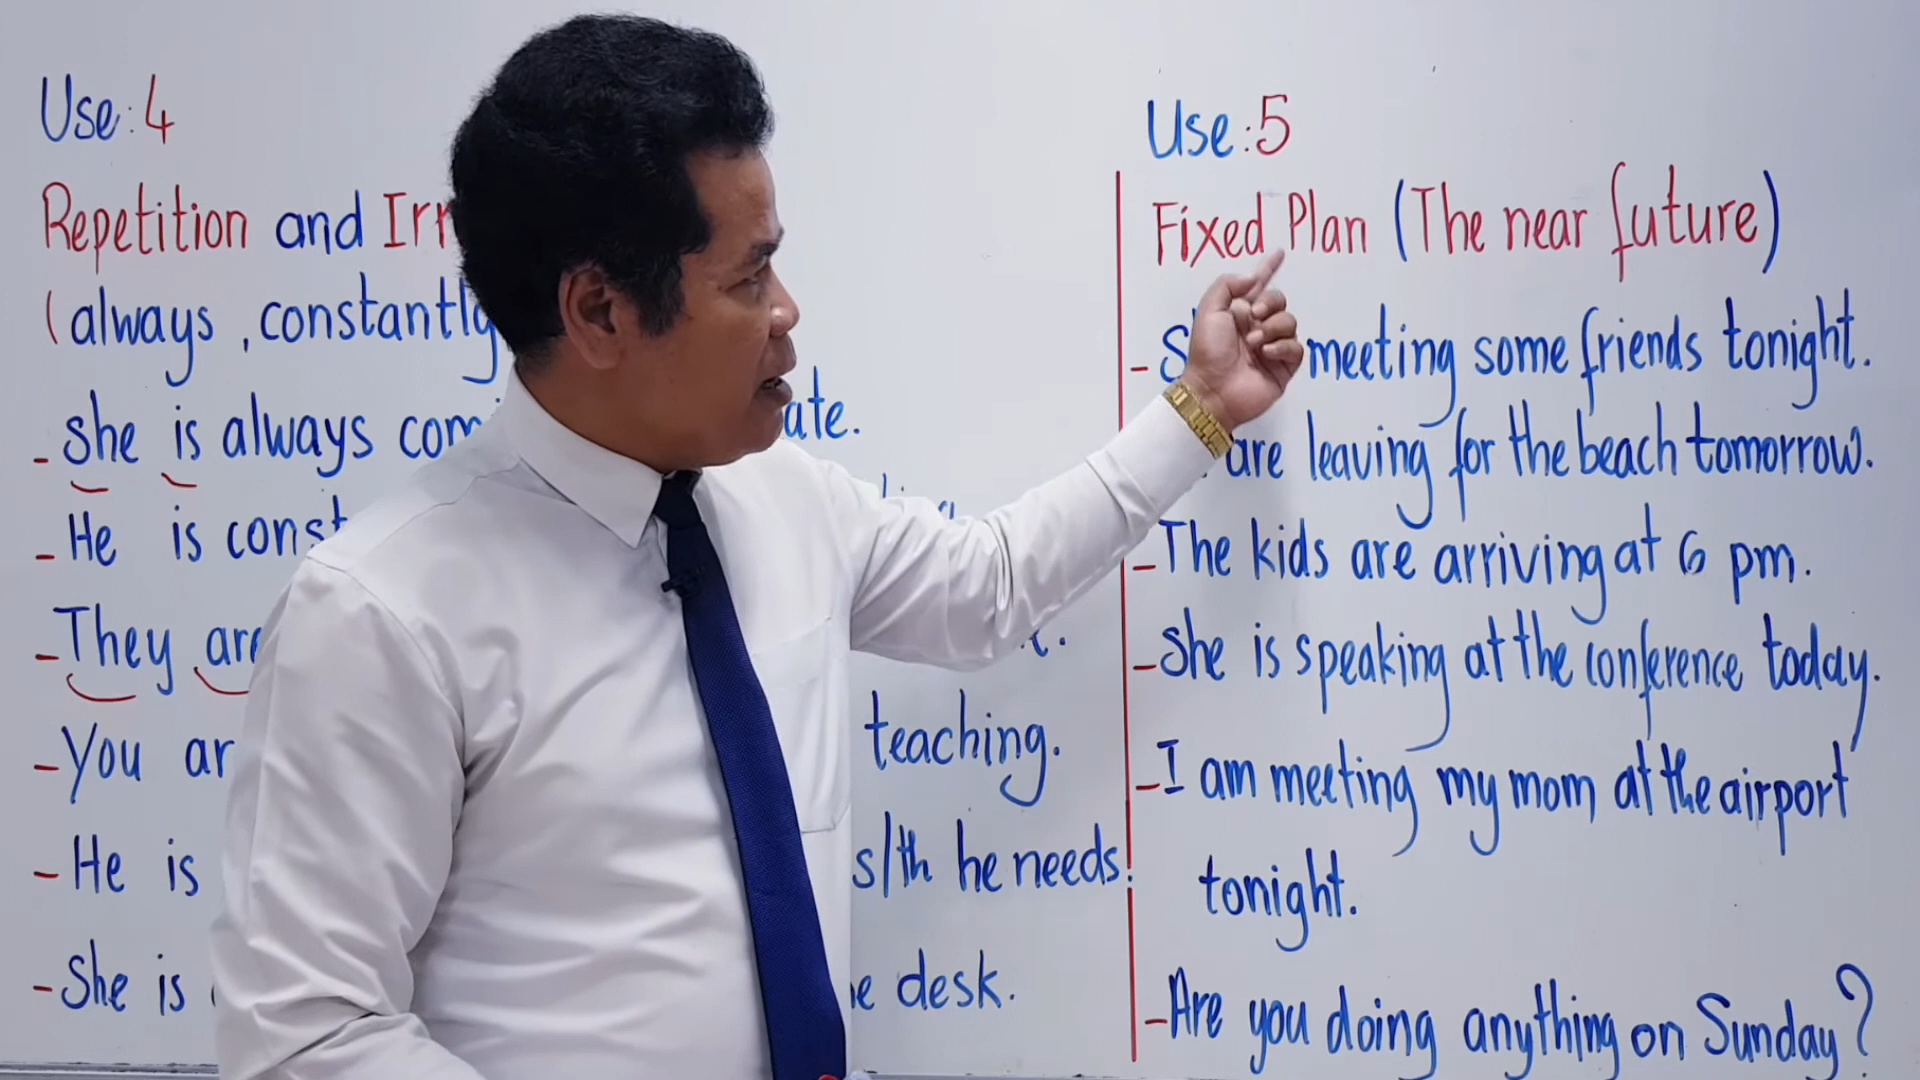 Use: 4
Repetition and Irr
(always, constantly
- She is always com ate.
- He is const
- They are
- You ar teaching.
- He is s/th he needs.
- She is e desk.
Use: 5
Fixed Plan (The near future)
- S meeting some friends tonight.
are leaving for the beach tomorrow.
- The kids are arriving at 6 pm.
- She is speaking at the conference today.
- I am meeting my mom at the airport
tonight.
- Are you doing anything on Sunday?